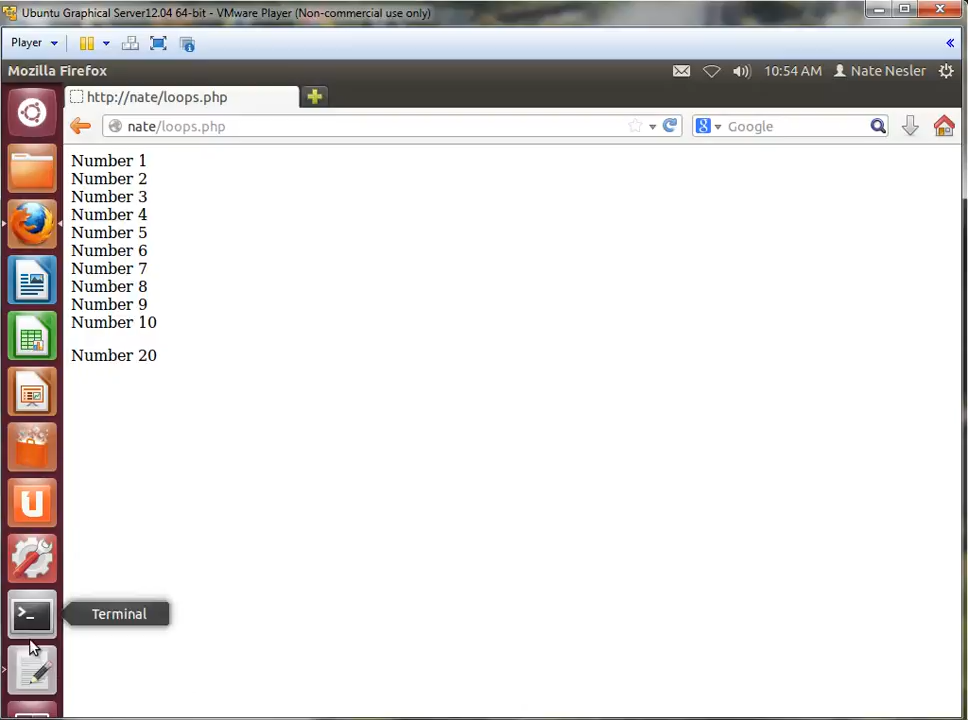 Ubuntu Graphical Server12.04 64-bit - VMware Player (Non-commercial use only)
Player
Mozilla Firefox
10:54 AM
Nate Nesler
http://nate/loops.php
nate/loops.php
Google
Number 1
Number 2
Number 3
Number 4
Number 5
Number 6
Number 7
Number 8
Number 9
Number 10
Number 20
Terminal